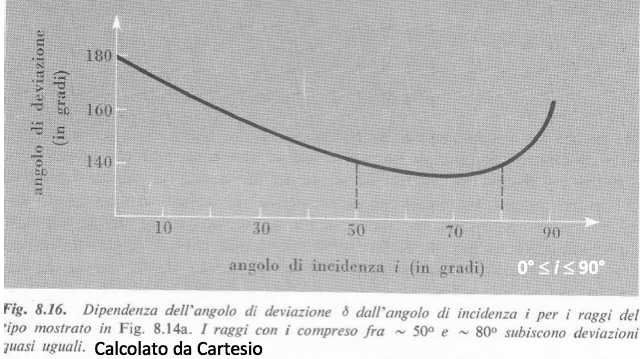 angolo di deviazione
(in gradi)
180
160
140
10
30
50
70
90
angolo di incidenza i (in gradi)
0° ≤ i ≤ 90°
Fig. 8.16. Dipendenza dell'angolo di deviazione δ dall'angolo di incidenza i per i raggi del
tipo mostrato in Fig. 8.14a. I raggi con i compreso fra ~ 50º e ~ 80º subiscono deviazioni
quasi uguali. Calcolato da Cartesio